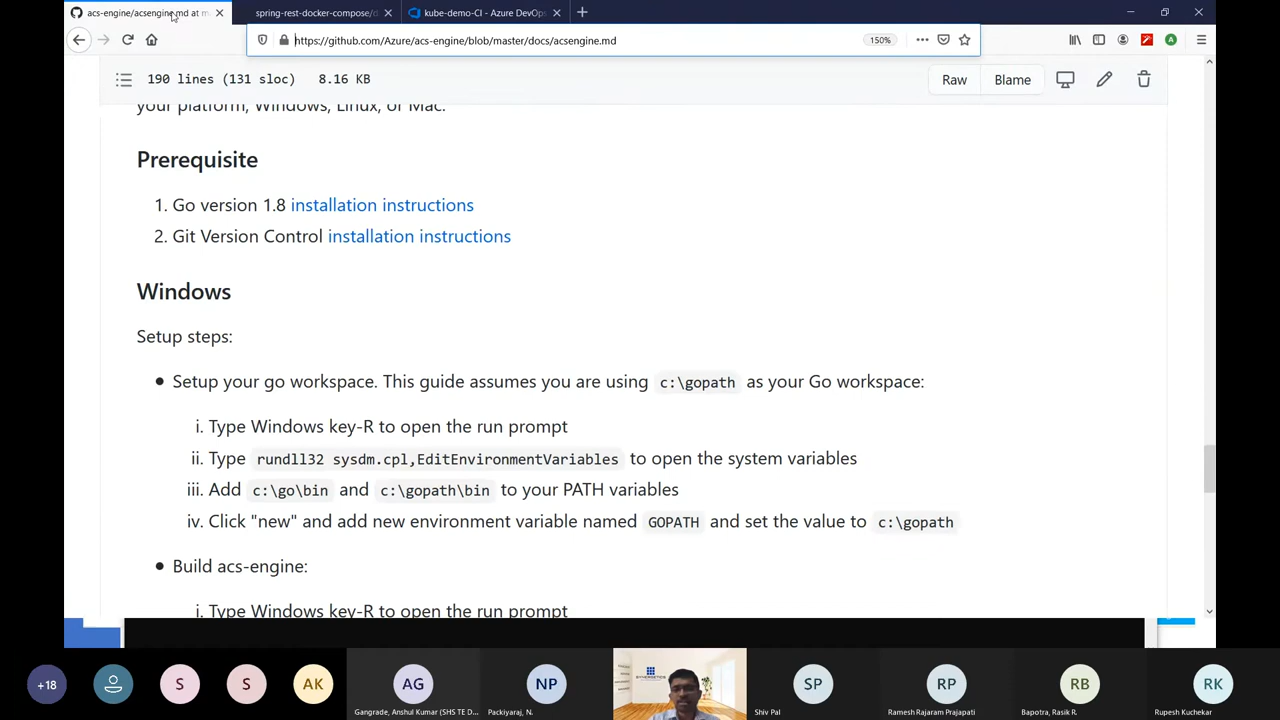 acs-engine/acsengine.md at m
spring-rest-docker-compose/d
kube-demo-CI - Azure DevOps
https://github.com/Azure/acs-engine/blob/master/docs/acsengine.md
150%
190 lines (131 sloc) 8.16 KB
Raw
Blame
your platform, Windows, Linux, or Mac.
Prerequisite
1. Go version 1.8 installation instructions
2. Git Version Control installation instructions
Windows
Setup steps:
Setup your go workspace. This guide assumes you are using c:\gopath as your Go workspace:
i. Type Windows key-R to open the run prompt
ii. Type rundll32 sysdm.cpl,EditEnvironmentVariables to open the system variables
iii. Add c:\go\bin and c:\gopath\bin to your PATH variables
iv. Click "new" and add new environment variable named GOPATH and set the value to c:\gopath
Build acs-engine:
i. Type Windows key-R to open the run prompt
+18
S
S
AK
AG
NP
SYNERGETICS
SP
RP
RB
RK
Gangrade, Anshul Kumar (SHS TE D...
Packiyaraj, N.
Shiv Pal
Ramesh Rajaram Prajapati
Bapotra, Rasik R.
Rupesh Kuchekar